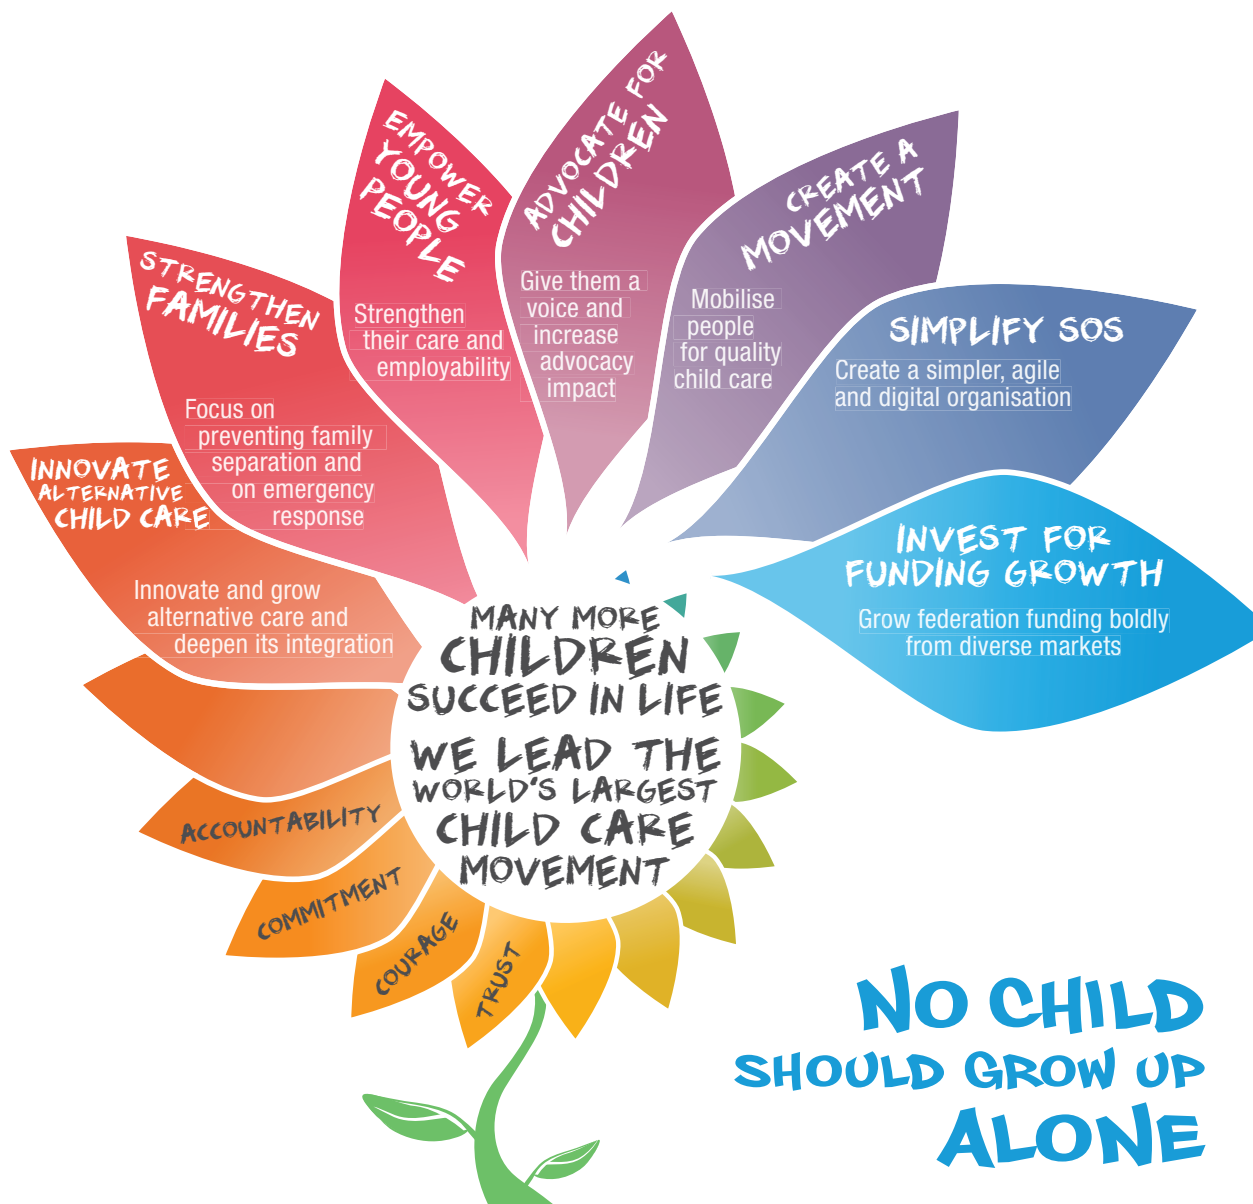 INNOVATE
ALTERNATIVE
CHILD CARE
Innovate and grow
alternative care and
deepen its integration
STRENGTHEN
FAMILIES
Focus on
preventing family
separation and
on emergency
response
EMPOWER
YOUNG
PEOPLE
Strengthen
their care and
employability
ADVOCATE FOR
CHILDREN
Give them a
voice and
increase
advocacy
impact
CREATE A
MOVEMENT
Mobilise
people
for quality
child care
SIMPLIFY SOS
Create a simpler, agile
and digital organisation
INVEST FOR
FUNDING GROWTH
Grow federation funding boldly
from diverse markets
MANY MORE
CHILDREN
SUCCEED IN LIFE
WE LEAD THE
WORLD'S LARGEST
CHILD CARE
MOVEMENT
ACCOUNTABILITY
COMMITMENT
COURAGE
TRUST
NO CHILD
SHOULD GROW UP
ALONE